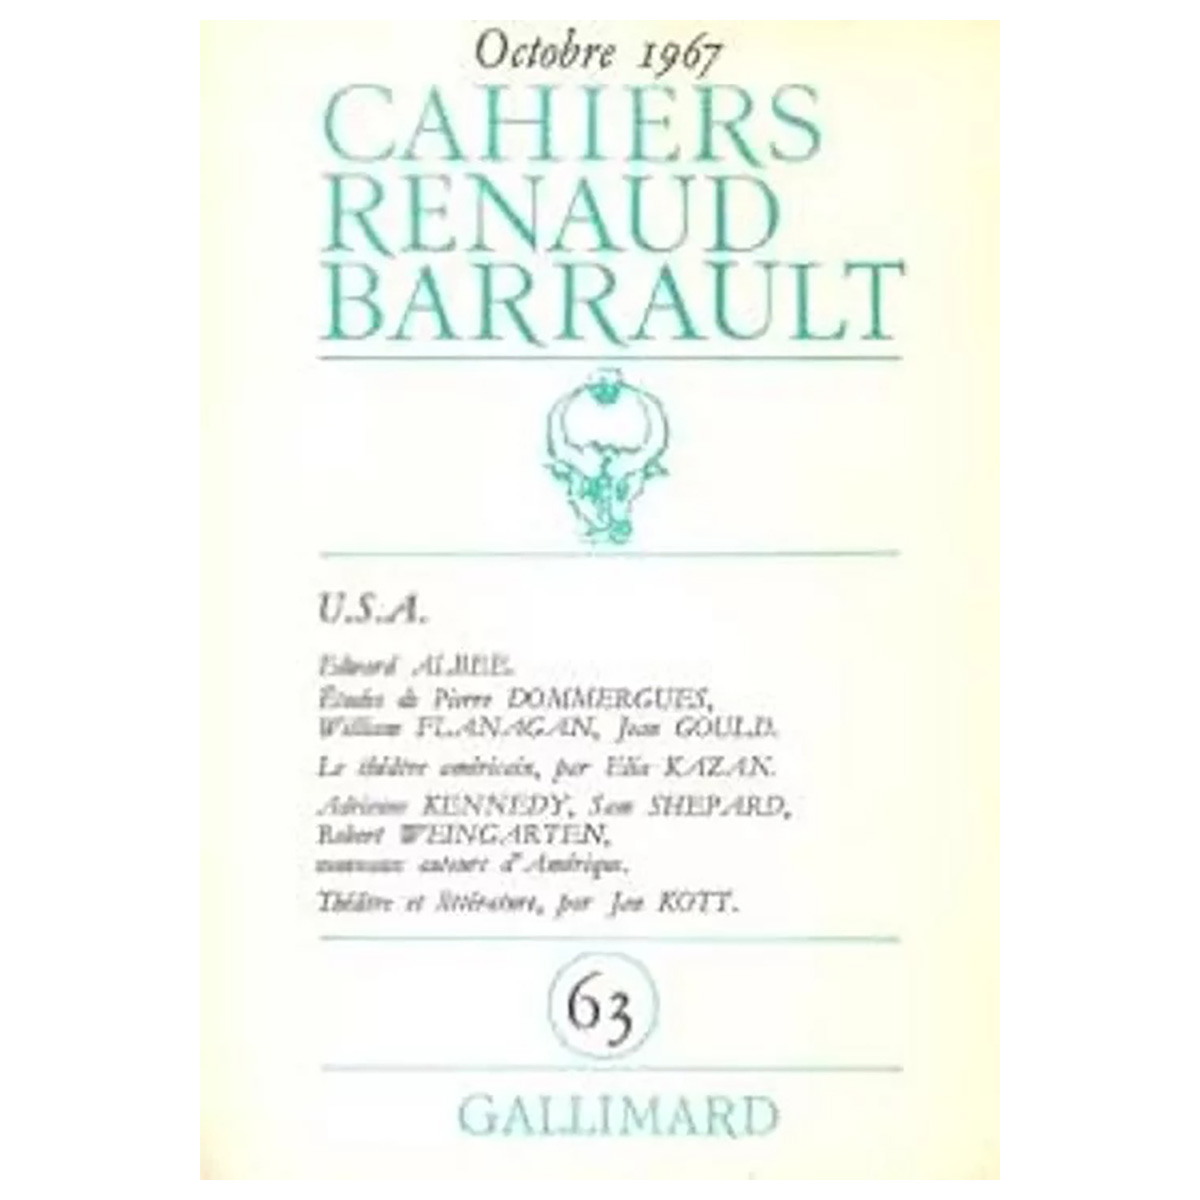 Octobre 1967
CAHIERS
RENAUD
BARRAULT
U.S.A.
Edward ALBEE.
Études de Pierre DOMMERGUES,
William FLANAGAN, Jean GOULD.
Le théâtre américain, par Elia KAZAN.
Adrienne KENNEDY, Sam SHEPARD,
Robert WEINGARTEN,
nouveaux auteurs d'Amérique.
Théâtre et littérature, par Jan KOTT.
63
GALLIMARD